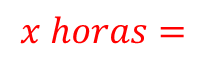 x horas =